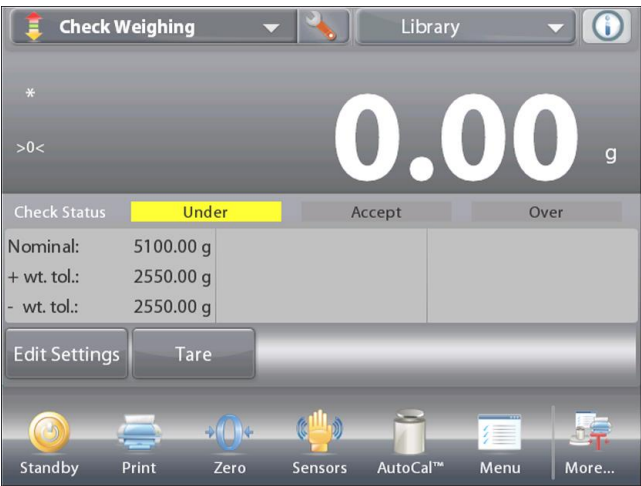 Check Weighing Library
*
0.00 g
>0<
Check Status Under Accept Over
Nominal: 5100.00 g
+ wt. tol.: 2550.00 g
- wt. tol.: 2550.00 g
Edit Settings Tare
Standby Print Zero Sensors AutoCal™ Menu More...